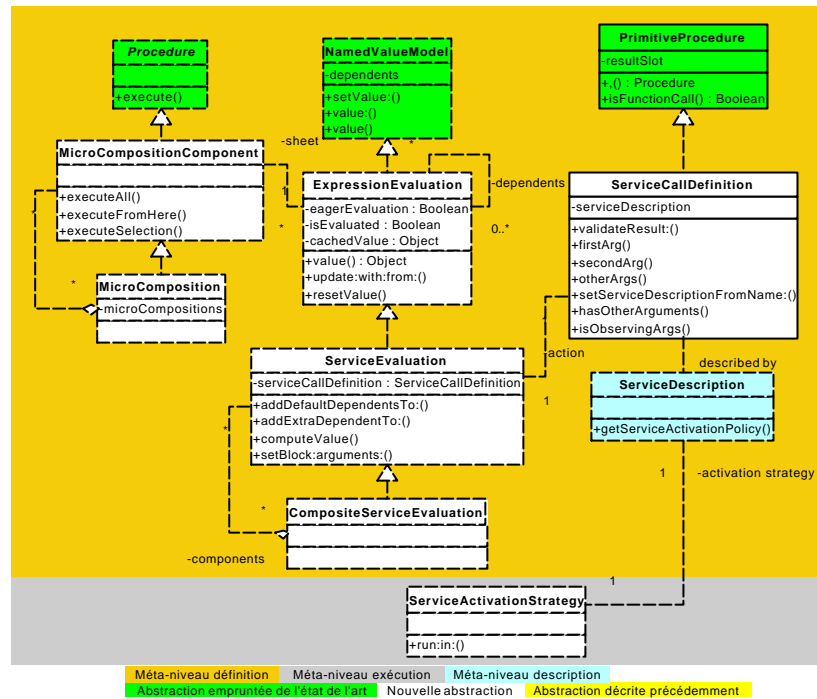 Procedure
+execute()
NamedValueModel
-dependents
+setValue:()
+value:()
+value()
PrimitiveProcedure
-resultSlot
+,() : Procedure
+isFunctionCall() : Boolean
MicroCompositionComponent
+executeAll()
+executeFromHere()
+executeSelection()
-sheet
*
1
*
ExpressionEvaluation
-eagerEvaluation : Boolean
-isEvaluated : Boolean
-cachedValue : Object
+value() : Object
+update:with:from:()
+resetValue()
-dependents
0..*
ServiceCallDefinition
-serviceDescription
+validateResult:()
+firstArg()
+secondArg()
+otherArgs()
+setServiceDescriptionFromName:()
+hasOtherArguments()
+isObservingArgs()
*
*
MicroComposition
-microCompositions
ServiceEvaluation
-serviceCallDefinition : ServiceCallDefinition
+addDefaultDependentsTo:()
+addExtraDependentTo:()
+computeValue()
+setBlock:arguments:()
-action
1
described by
ServiceDescription
+getServiceActivationPolicy()
*
*
CompositeServiceEvaluation
-components
1
-activation strategy
1
ServiceActivationStrategy
+run:in:()
Méta-niveau définition
Méta-niveau exécution
Méta-niveau description
Abstraction empruntée de l'état de l'art
Nouvelle abstraction
Abstraction décrite précédemment